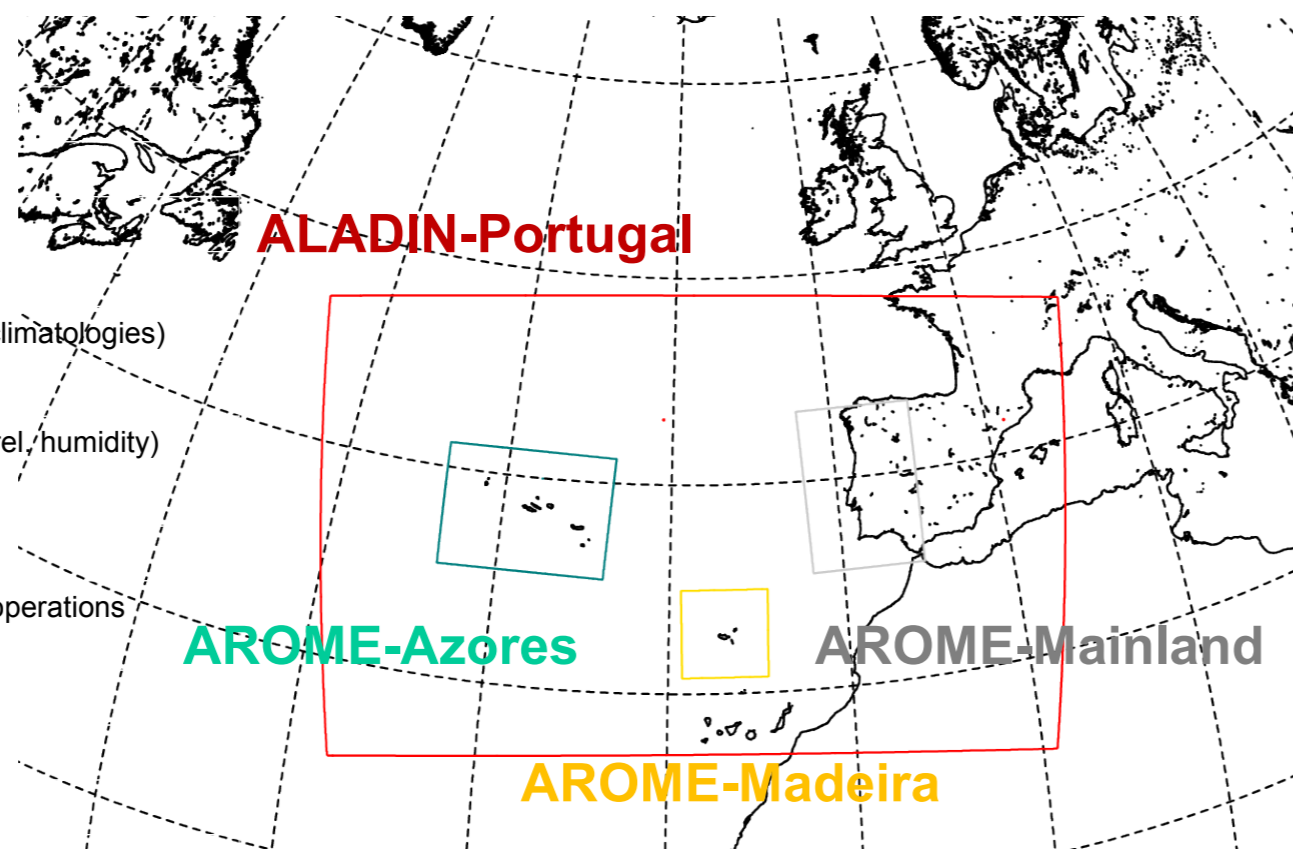 ALADIN-Portugal
limatologies)
el. humidity)
operations
AROME-Azores
AROME-Mainland
AROME-Madeira